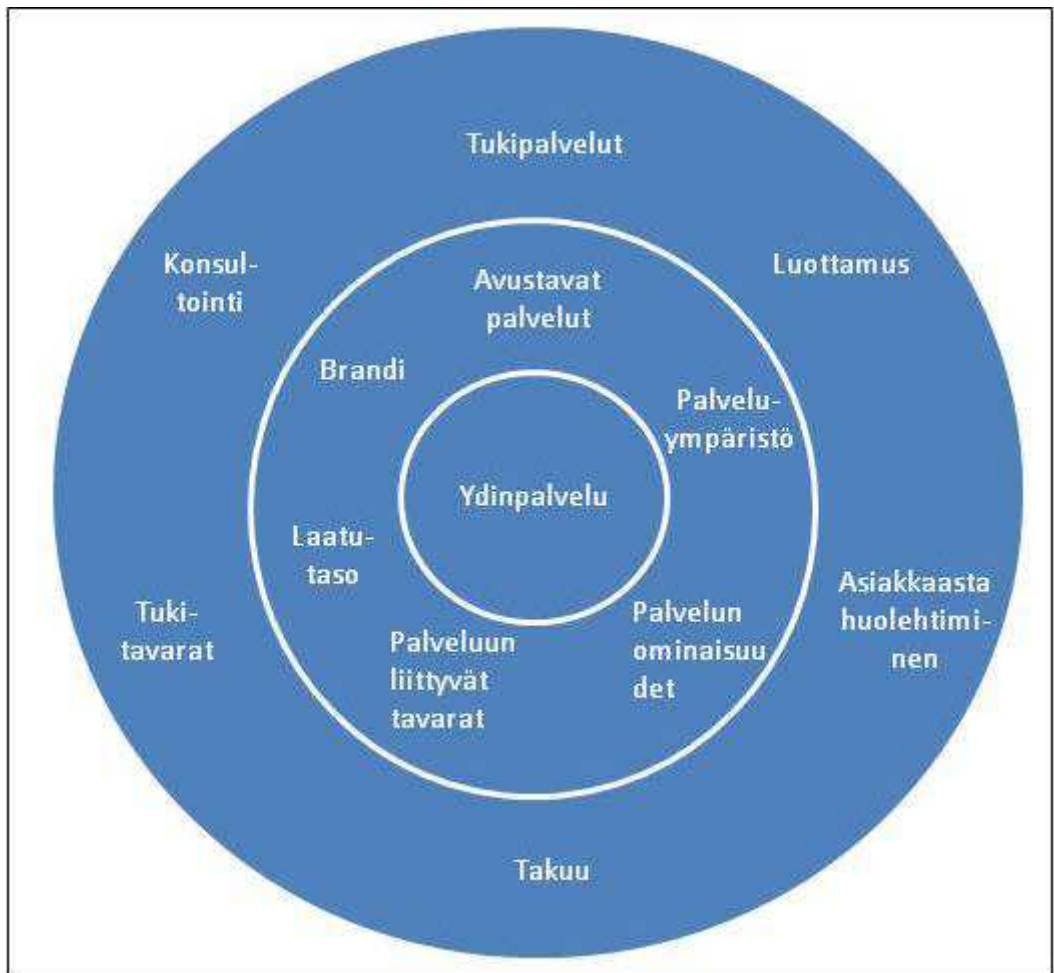 Tukipalvelut
Konsul-
tointi
Luottamus
Avustavat
palvelut
Brandi
Palvelu-
ympäristö
Ydinpalvelu
Laatu-
taso
Asiakkaasta
huolehtimi-
nen
Tuki-
tavarat
Palvelun
ominaisuu
det
Palveluun
liittyvät
tavarat
Takuu